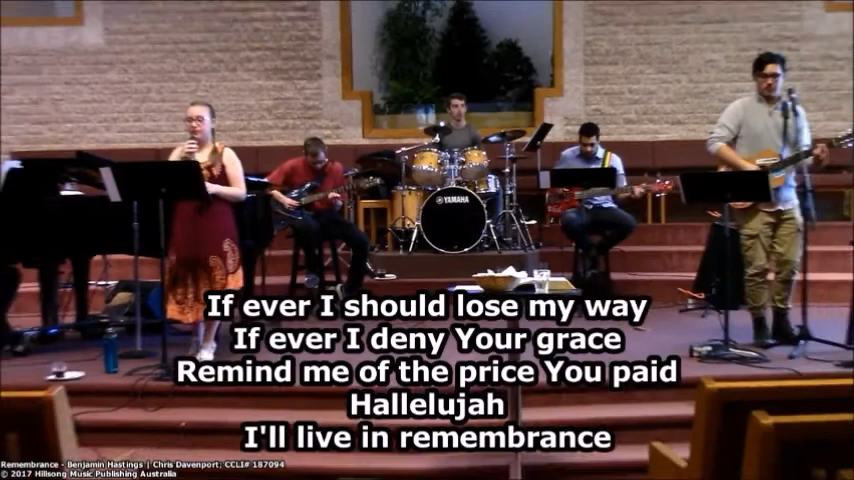 YAMAHA
If ever I should lose my way
If ever I deny Your grace
Remind me of the price You paid
Hallelujah
I'll live in remembrance
Remembrance - Benjamin Hastings | Chris Davenport; CCLI# 187094
© 2017 Hillsong Music Publishing Australia